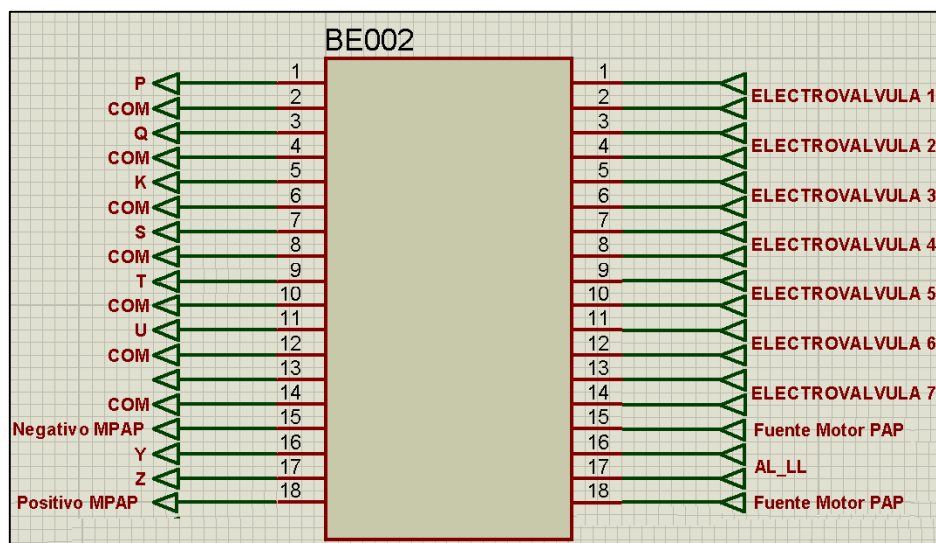 BE002
P 1 1
ELECTROVALVULA 1
COM 2 2
Q 3 3
ELECTROVALVULA 2
COM 4 4
K 5 5
ELECTROVALVULA 3
COM 6 6
S 7 7
ELECTROVALVULA 4
COM 8 8
T 9 9
ELECTROVALVULA 5
COM 10 10
U 11 11
ELECTROVALVULA 6
COM 12 12
13 13
ELECTROVALVULA 7
COM 14 14
Negativo MPAP 15 15 Fuente Motor PAP
Y 16 16
AL_LL
Z 17 17
Positivo MPAP 18 18 Fuente Motor PAP